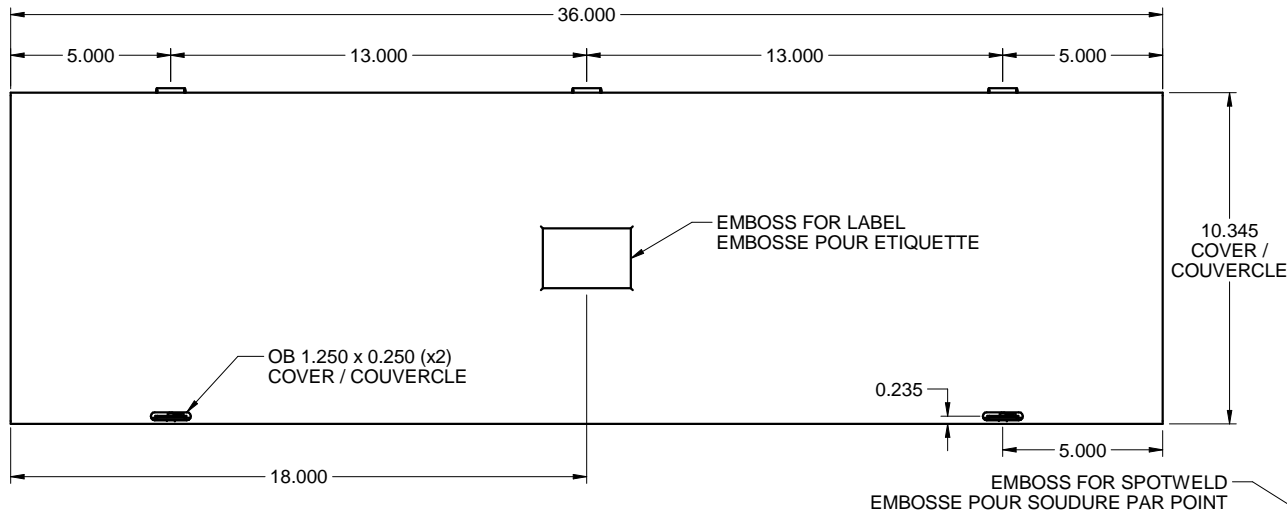 36.000
5.000
13.000
13.000
5.000
EMBOSS FOR LABEL
EMBOSSE POUR ETIQUETTE
10.345
COVER /
COUVERCLE
OB 1.250 x 0.250 (x2)
COVER / COUVERCLE
0.235
5.000
18.000
EMBOSS FOR SPOTWELD
EMBOSSE POUR SOUDURE PAR POINT